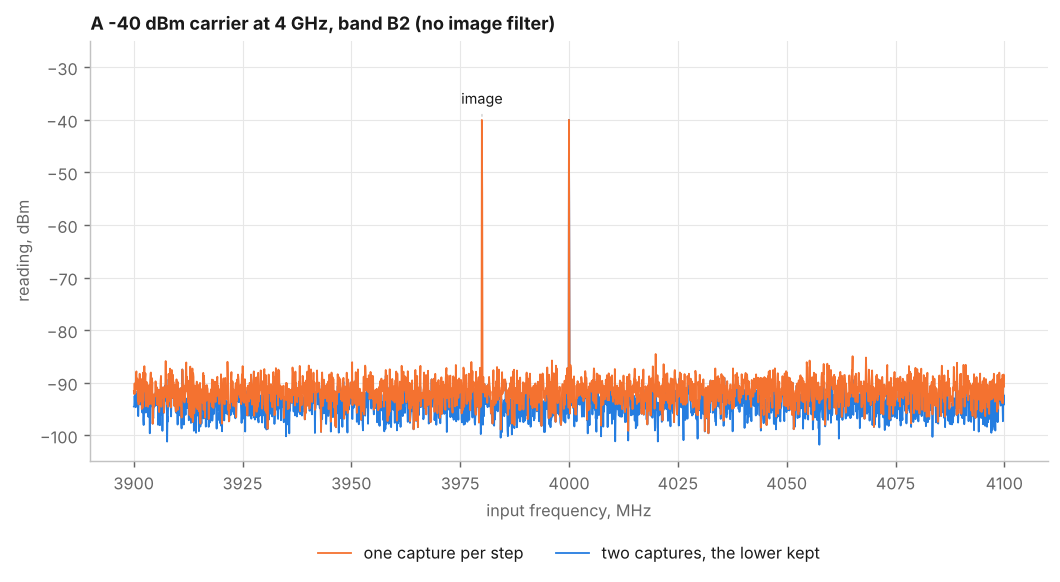 A -40 dBm carrier at 4 GHz, band B2 (no image filter)
image
−30
−40
−50
−60
−70
−80
−90
−100
reading, dBm
3900 3925 3950 3975 4000 4025 4050 4075 4100
input frequency, MHz
one capture per step two captures, the lower kept